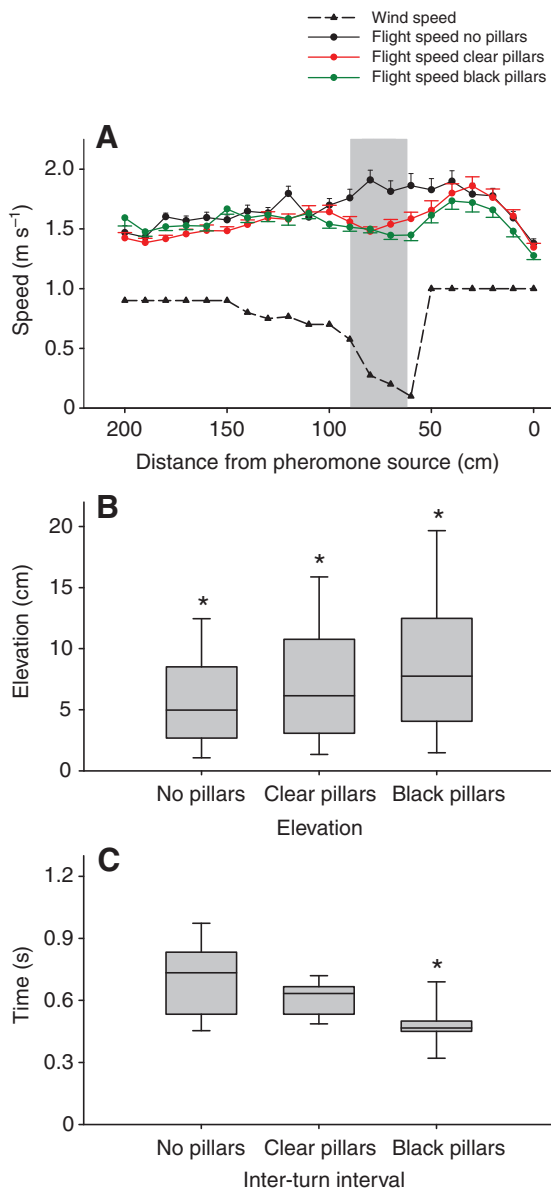 Wind speed
Flight speed no pillars
Flight speed clear pillars
Flight speed black pillars
A
2.0
1.5
1.0
0.5
0
Speed (m s⁻¹)
200
150
100
50
0
Distance from pheromone source (cm)
B
20
15
10
5
0
Elevation (cm)
*
*
*
No pillars
Clear pillars
Black pillars
Elevation
C
1.2
0.9
0.6
0.3
0
Time (s)
*
No pillars
Clear pillars
Black pillars
Inter-turn interval